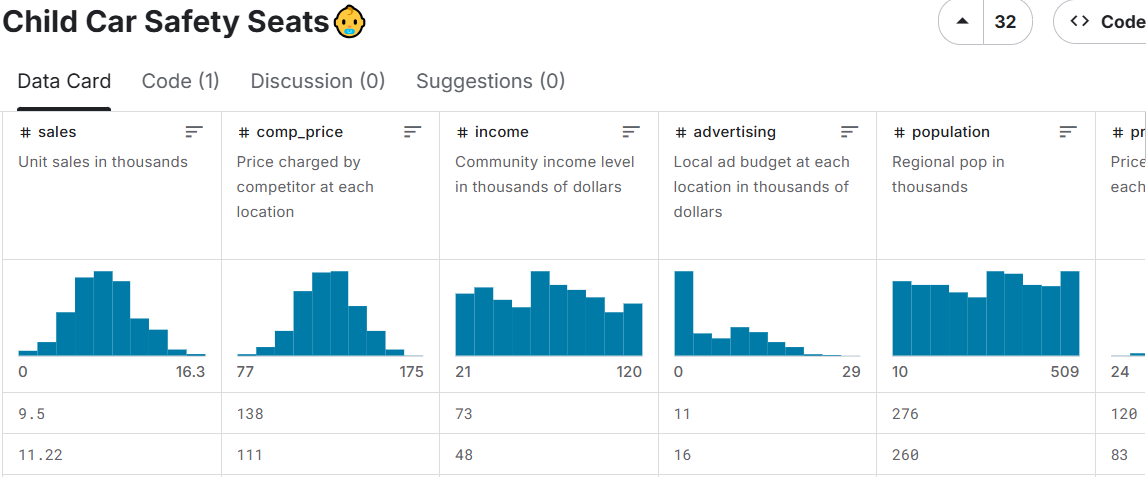 Child Car Safety Seats
32
Code
Data Card
Code (1)
Discussion (0)
Suggestions (0)
# sales
Unit sales in thousands
# comp_price
Price charged by
competitor at each
location
# income
Community income level
in thousands of dollars
# advertising
Local ad budget at each
location in thousands of
dollars
# population
Regional pop in
thousands
# pr
Price
each
0 16.3
77 175
21 120
0 29
10 509
24
9.5 138 73 11 276 120
11.22 111 48 16 260 83